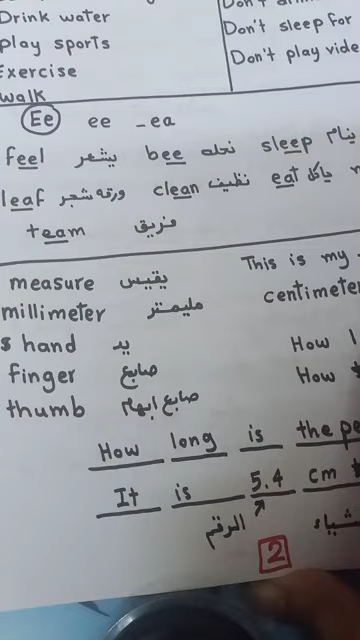 Drink water
Don't sleep for
Play sports
Don't play vide
Exercise
walk
Ee ee - ea
feel يشعر bee نحله sleep ينام
leaf ورقه شجر clean نظيف eat ياكل
team فريق
measure يقيس This is my
millimeter مليمتر centimeter
hand يد How l
finger صابع How
thumb صابع ابهام
How long is the pe
It is 5.4 cm
الرقم شياء
2